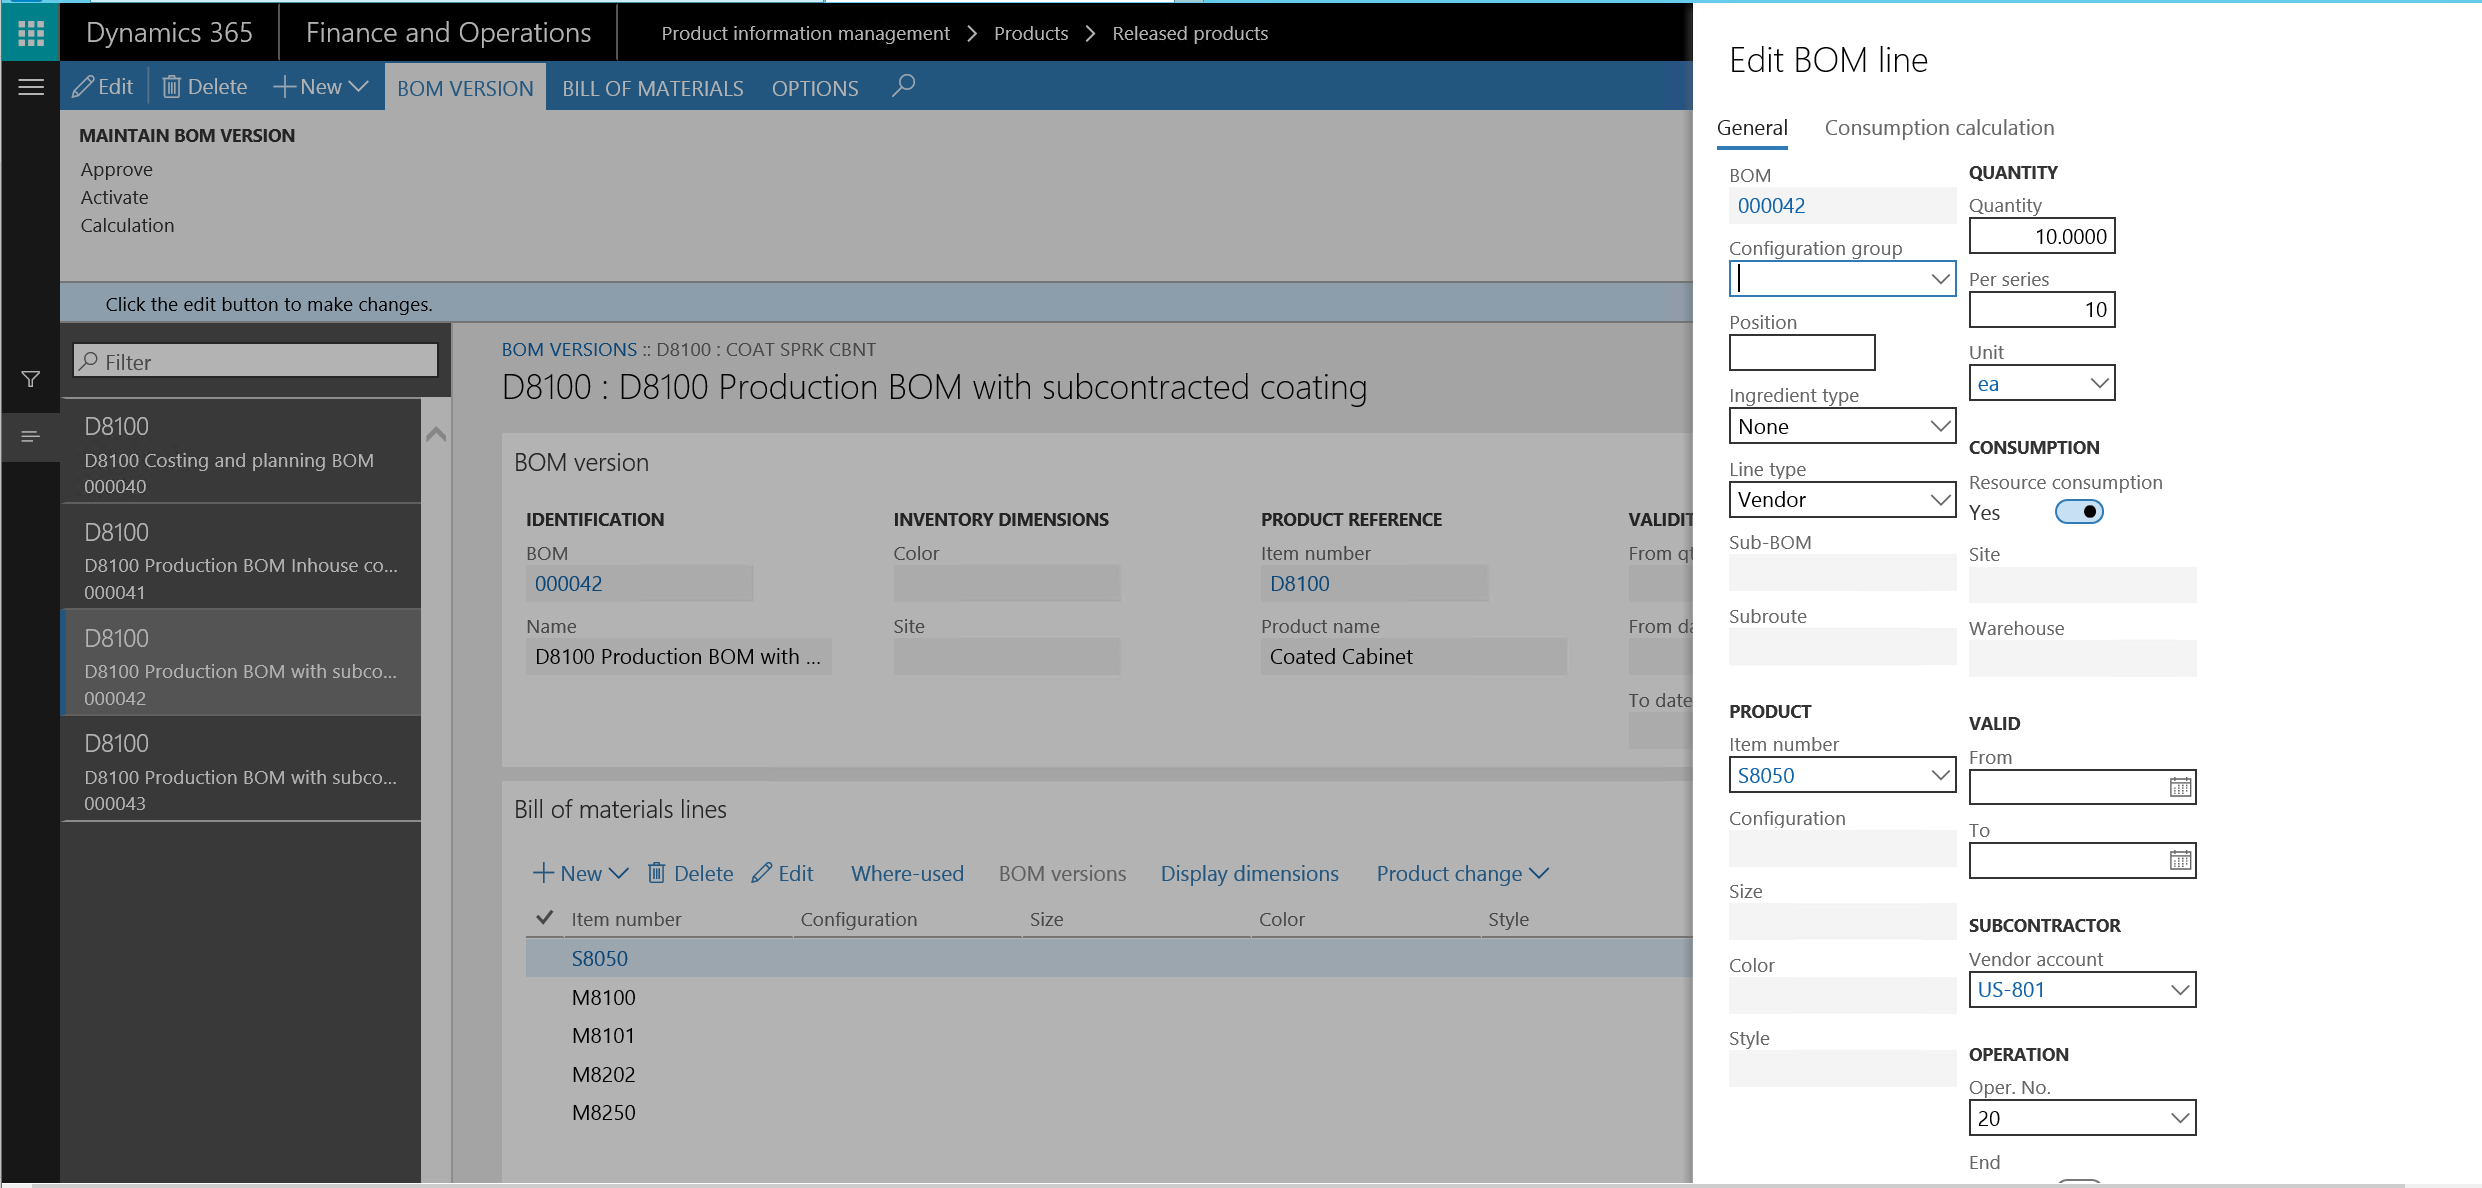 Dynamics 365
Finance and Operations
Product information management
Products
Released products
Edit
Delete
New
BOM VERSION
BILL OF MATERIALS
OPTIONS
MAINTAIN BOM VERSION
Approve
Activate
Calculation
Click the edit button to make changes.
Filter
D8100
D8100 Costing and planning BOM
000040
D8100
D8100 Production BOM Inhouse co...
000041
D8100
D8100 Production BOM with subco...
000042
D8100
D8100 Production BOM with subco...
000043
BOM VERSIONS :: D8100 : COAT SPRK CBNT
D8100 : D8100 Production BOM with subcontracted coating
BOM version
IDENTIFICATION
BOM
000042
Name
D8100 Production BOM with ...
INVENTORY DIMENSIONS
Color
Site
PRODUCT REFERENCE
Item number
D8100
Product name
Coated Cabinet
VALIDIT
From qt
From da
To date
Bill of materials lines
New
Delete
Edit
Where-used
BOM versions
Display dimensions
Product change
Item number
Configuration
Size
Color
Style
S8050
M8100
M8101
M8202
M8250
Edit BOM line
General
Consumption calculation
BOM
000042
Configuration group
Position
Ingredient type
None
Line type
Vendor
Sub-BOM
Subroute
PRODUCT
Item number
S8050
Configuration
Size
Color
Style
QUANTITY
Quantity
10.0000
Per series
10
Unit
ea
CONSUMPTION
Resource consumption
Yes
Site
Warehouse
VALID
From
To
SUBCONTRACTOR
Vendor account
US-801
OPERATION
Oper. No.
20
End